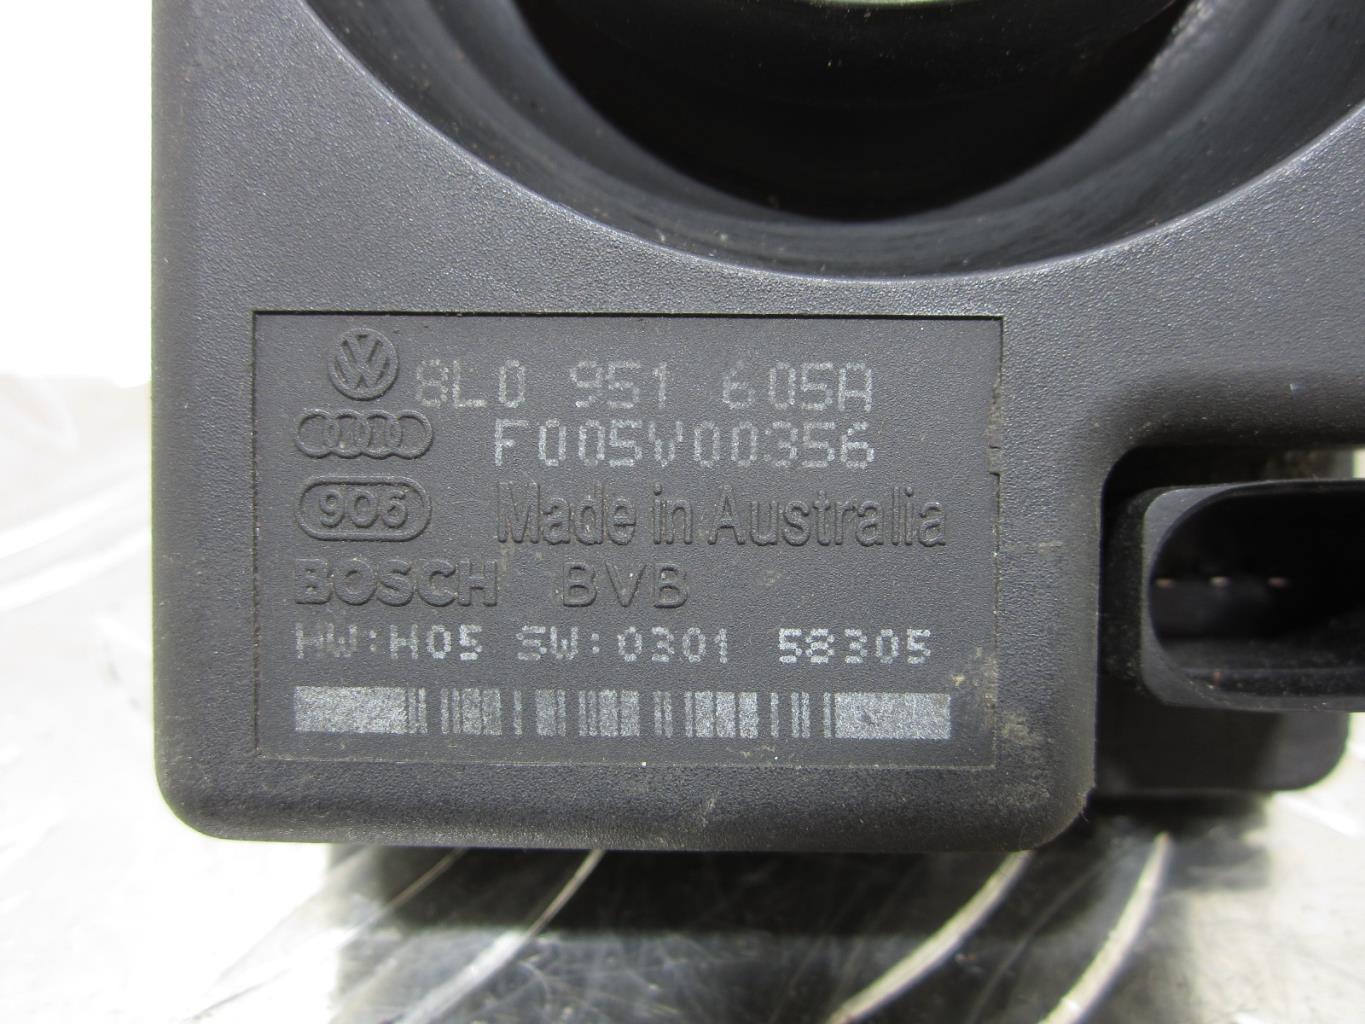 8L0 951 605A
F005V00356
906 Made in Australia
BOSCH BVB
HW:H05 SW:0301 58305